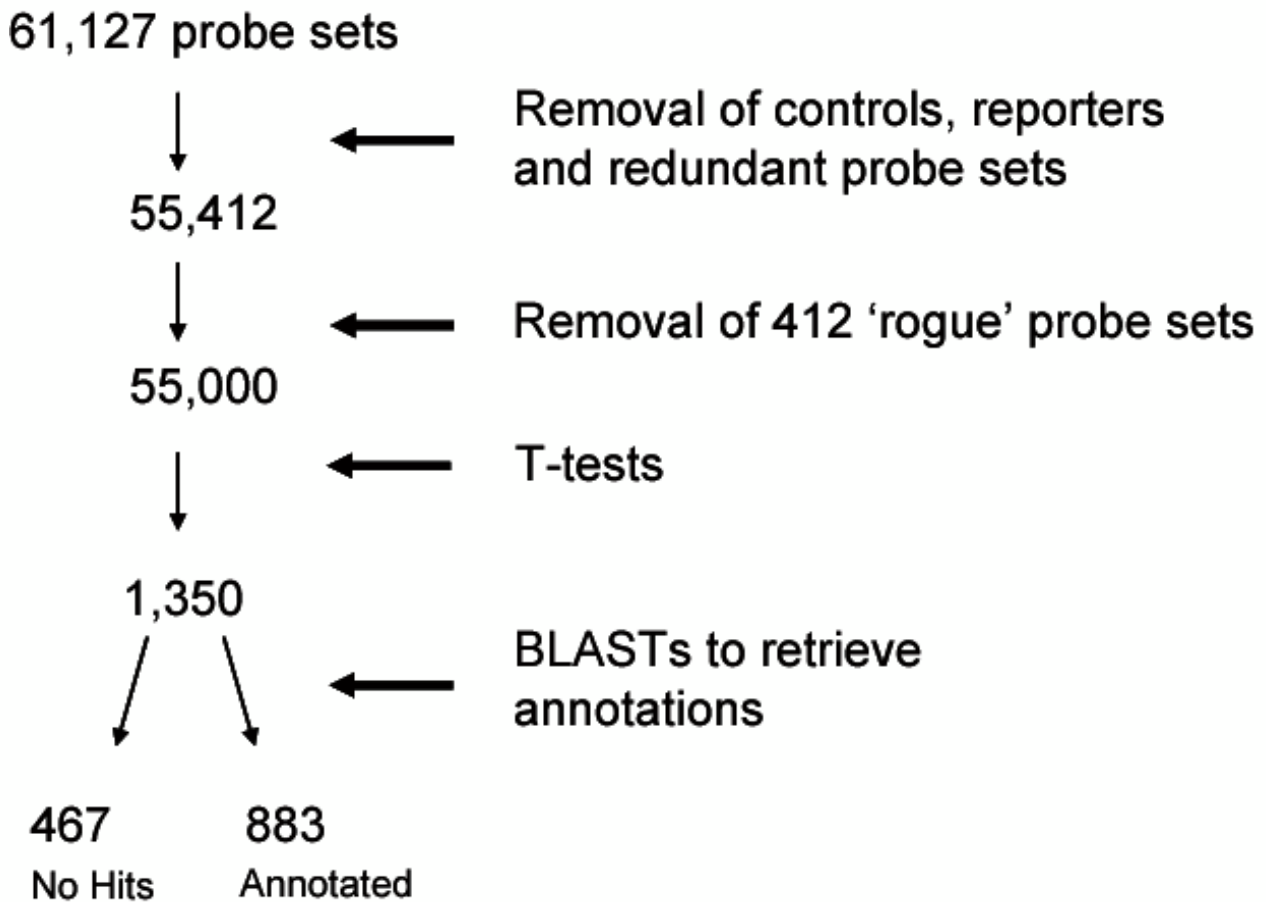 61,127 probe sets
Removal of controls, reporters
and redundant probe sets
55,412
Removal of 412 ‘rogue’ probe sets
55,000
T-tests
1,350
BLASTs to retrieve
annotations
467
No Hits
883
Annotated